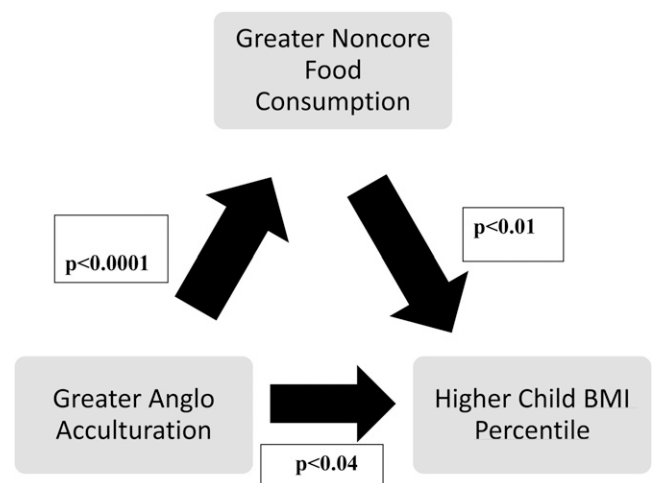 Greater Noncore
Food
Consumption
p<0.0001
p<0.01
Greater Anglo
Acculturation
Higher Child BMI
Percentile
p<0.04